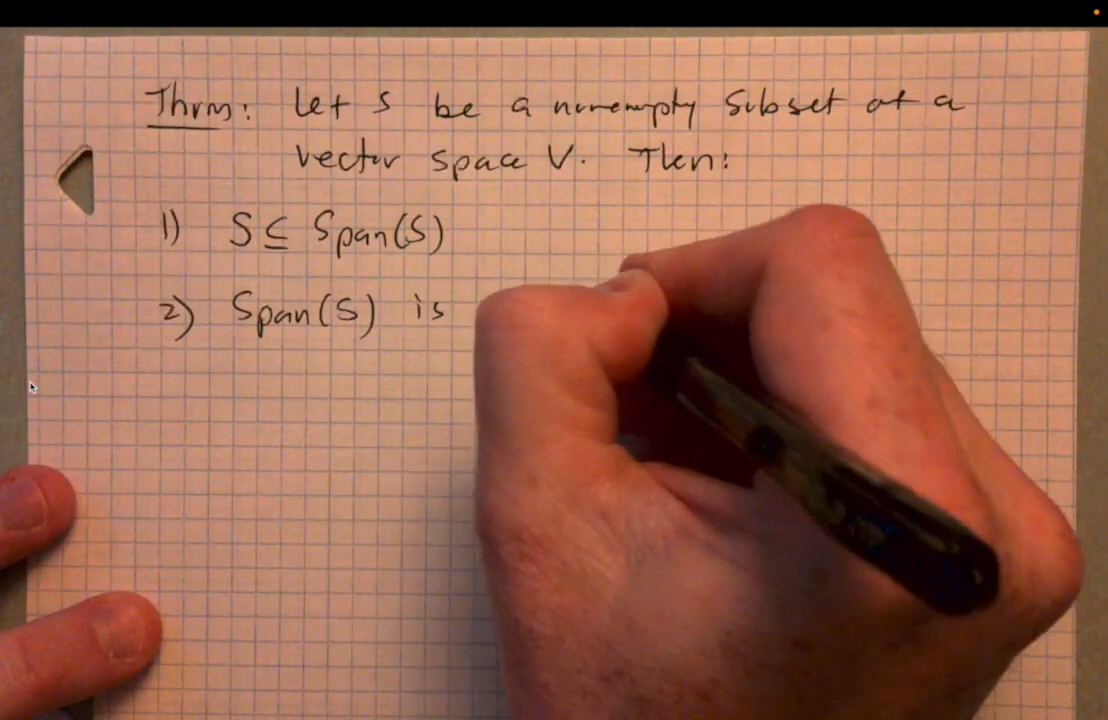 Thrm: Let S be a nonempty subset of a
vector space V. Then:
1) S ⊆ Span(S)
2) Span(S) is